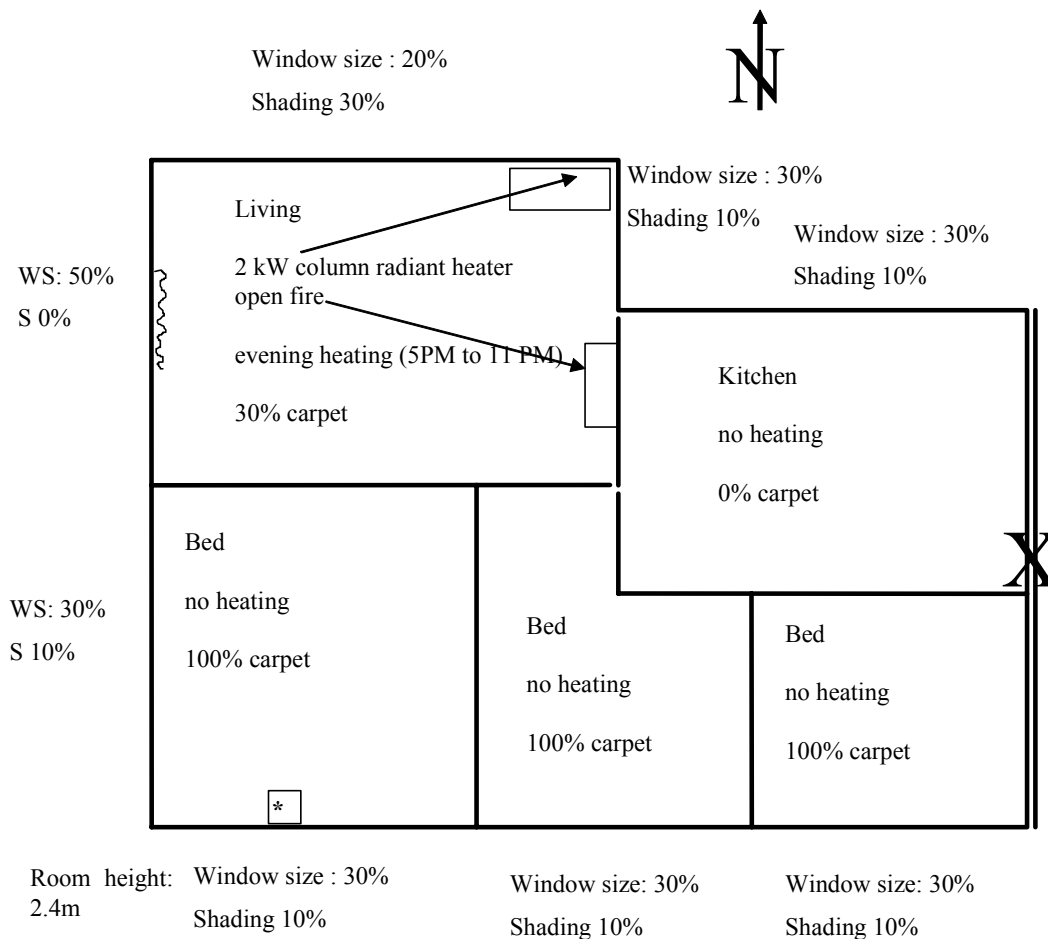 Window size : 20%
Shading 30%
N
Window size : 30%
Shading 10%
Window size : 30%
Shading 10%
Living
2 kW column radiant heater
open fire
evening heating (5PM to 11 PM)
30% carpet
WS: 50%
S 0%
Kitchen
no heating
0% carpet
X
Bed
no heating
100% carpet
*
WS: 30%
S 10%
Bed
no heating
100% carpet
Bed
no heating
100% carpet
Room height:
2.4m
Window size : 30%
Shading 10%
Window size: 30%
Shading 10%
Window size: 30%
Shading 10%